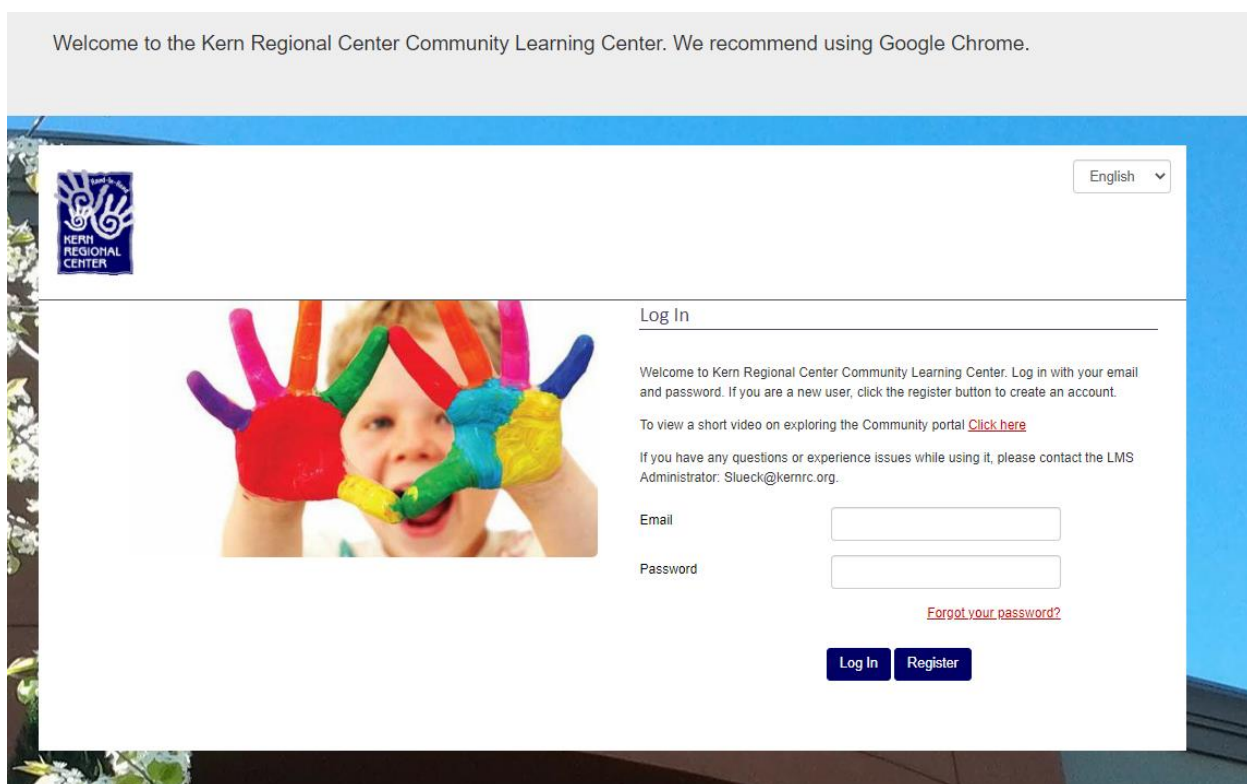 Welcome to the Kern Regional Center Community Learning Center. We recommend using Google Chrome.
English
Hand-in-Hand
KERN
REGIONAL
CENTER
Log In
Welcome to Kern Regional Center Community Learning Center. Log in with your email
and password. If you are a new user, click the register button to create an account.
To view a short video on exploring the Community portal Click here
If you have any questions or experience issues while using it, please contact the LMS
Administrator: Slueck@kernrc.org.
Email
Password
Forgot your password?
Log In Register